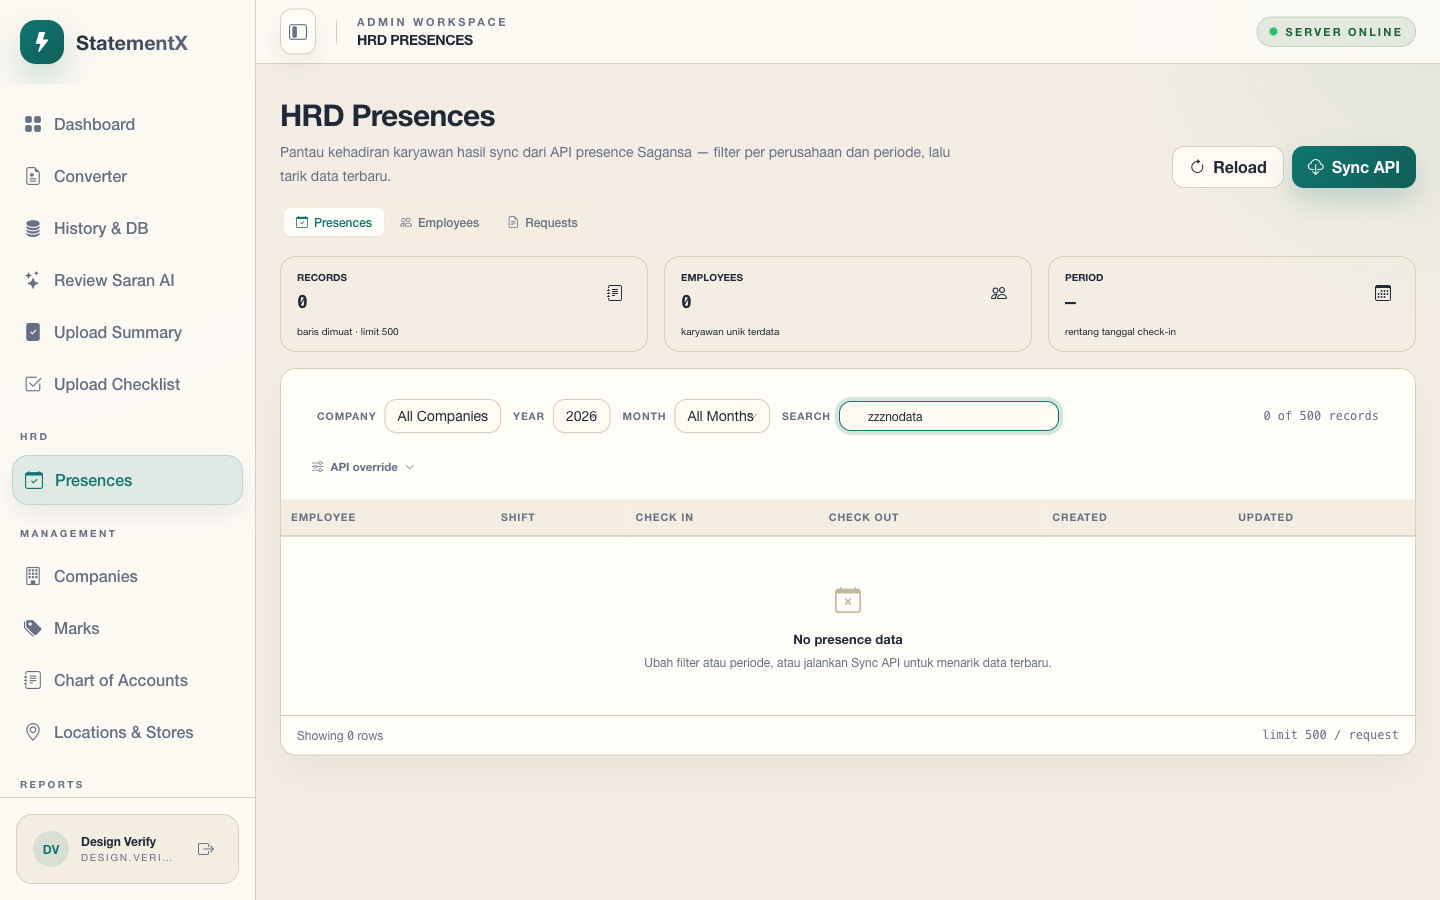 StatementX
Dashboard
Converter
History & DB
Review Saran AI
Upload Summary
Upload Checklist
HRD
Presences
MANAGEMENT
Companies
Marks
Chart of Accounts
Locations & Stores
REPORTS
DV
Design Verify
DESIGN.VERI...
ADMIN WORKSPACE
HRD PRESENCES
SERVER ONLINE
HRD Presences
Pantau kehadiran karyawan hasil sync dari API presence Sagansa — filter per perusahaan dan periode, lalu
tarik data terbaru.
Reload
Sync API
Presences
Employees
Requests
RECORDS
0
baris dimuat · limit 500
EMPLOYEES
0
karyawan unik terdata
PERIOD
—
rentang tanggal check-in
COMPANY All Companies YEAR 2026 MONTH All Months SEARCH zzznodata 0 of 500 records
API override
EMPLOYEE SHIFT CHECK IN CHECK OUT CREATED UPDATED
No presence data
Ubah filter atau periode, atau jalankan Sync API untuk menarik data terbaru.
Showing 0 rows
limit 500 / request